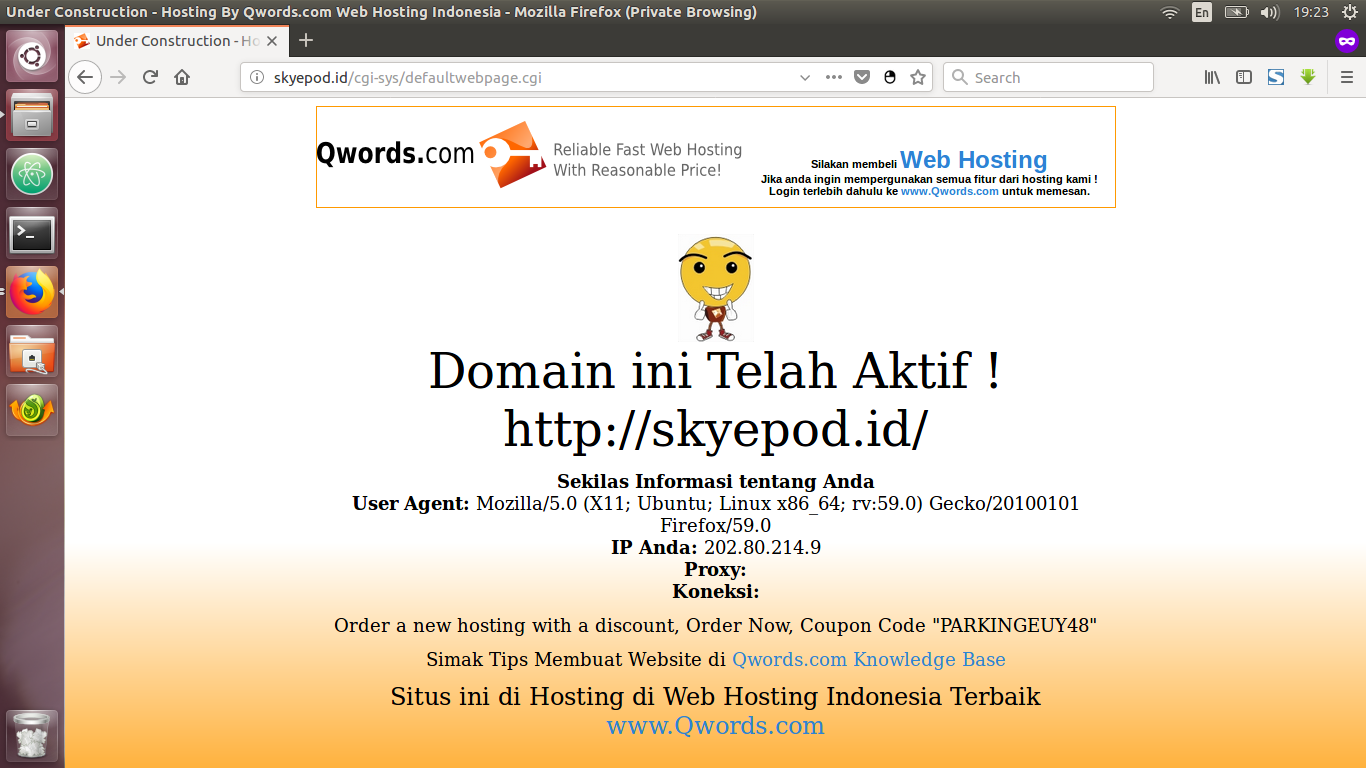 Under Construction - Hosting By Qwords.com Web Hosting Indonesia - Mozilla Firefox (Private Browsing)
En
19:23
Under Construction - Ho
skyepod.id/cgi-sys/defaultwebpage.cgi
Search
Qwords.com
Reliable Fast Web Hosting
With Reasonable Price!
Silakan membeli Web Hosting
Jika anda ingin mempergunakan semua fitur dari hosting kami !
Login terlebih dahulu ke www.Qwords.com untuk memesan.
Domain ini Telah Aktif !
http://skyepod.id/
Sekilas Informasi tentang Anda
User Agent: Mozilla/5.0 (X11; Ubuntu; Linux x86_64; rv:59.0) Gecko/20100101
Firefox/59.0
IP Anda: 202.80.214.9
Proxy:
Koneksi:
Order a new hosting with a discount, Order Now, Coupon Code "PARKINGEUY48"
Simak Tips Membuat Website di Qwords.com Knowledge Base
Situs ini di Hosting di Web Hosting Indonesia Terbaik
www.Qwords.com